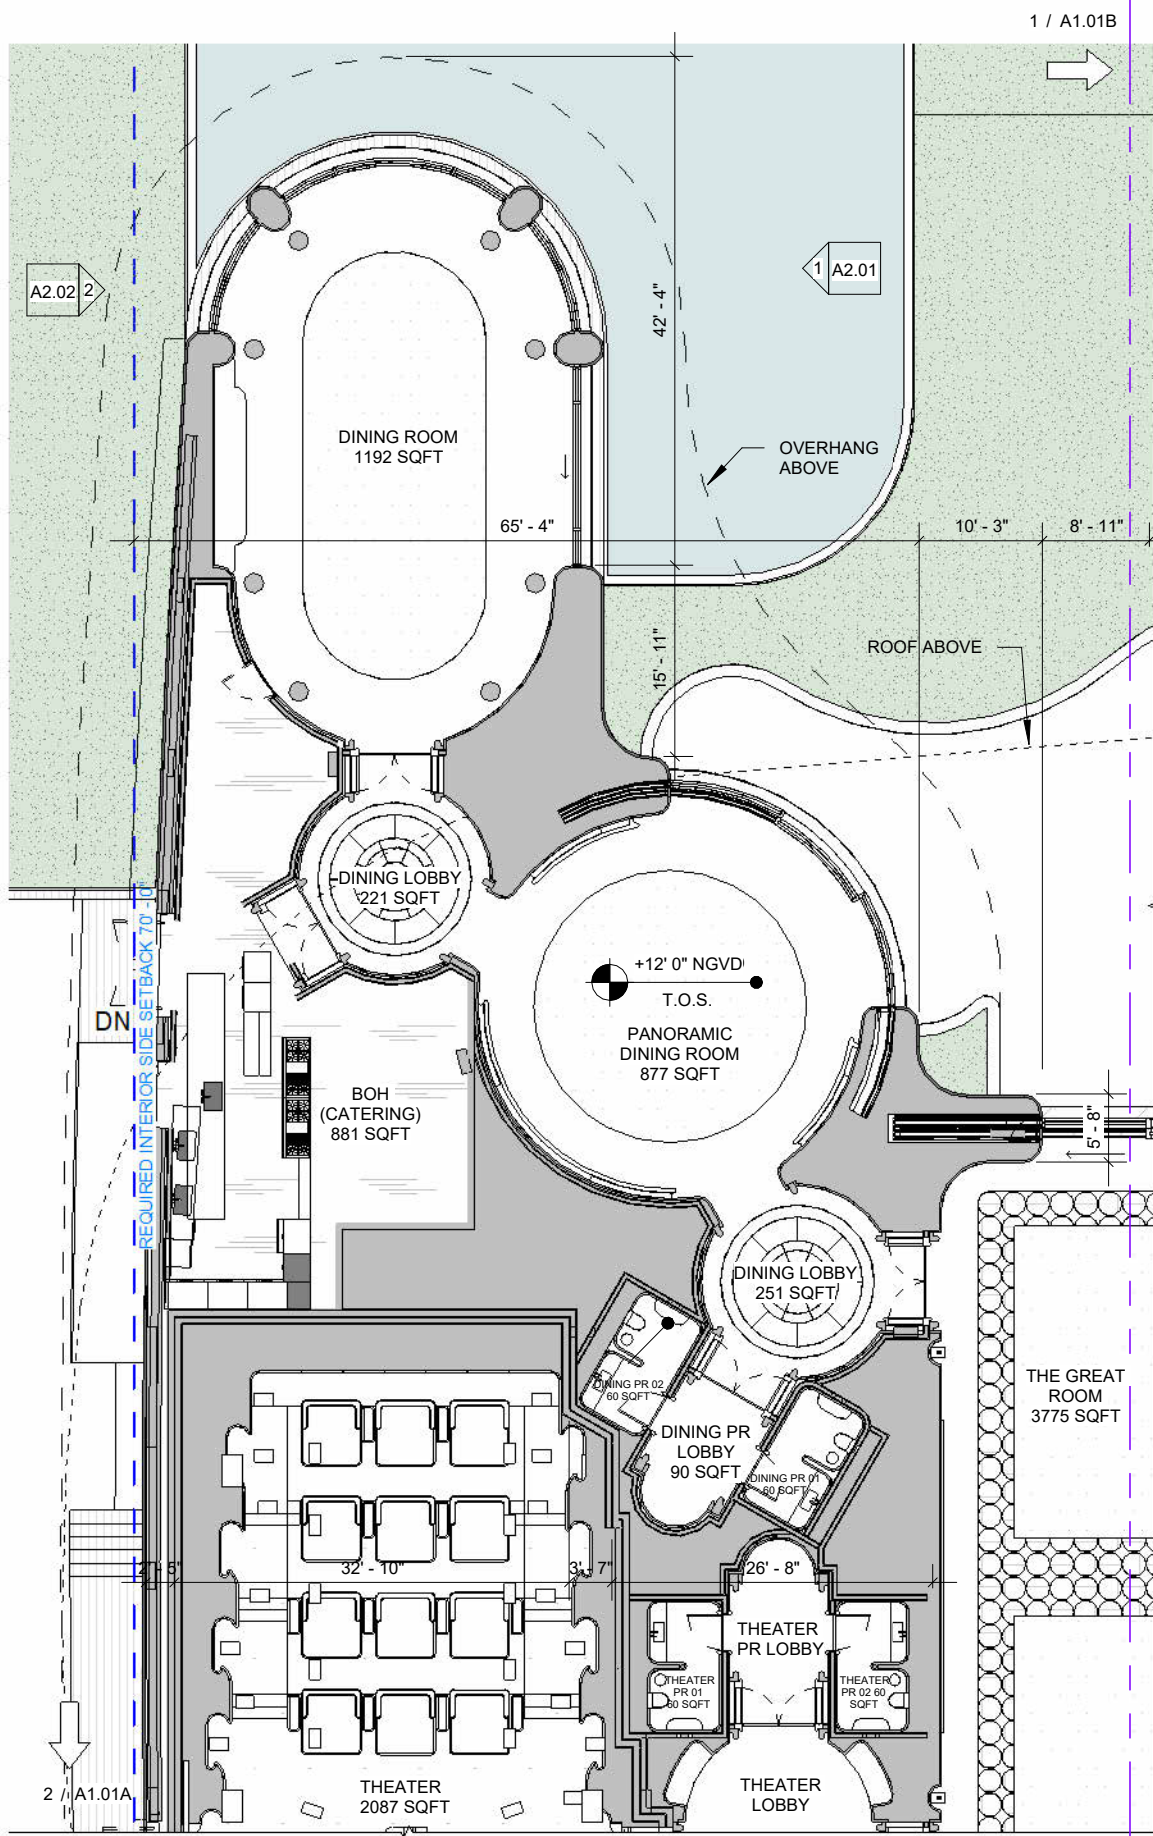 1 / A1.01B
A2.02 2
1 A2.01
42' - 4"
DINING ROOM
1192 SQFT
OVERHANG
ABOVE
65' - 4"
10' - 3"
8' - 11"
15' - 11"
ROOF ABOVE
DINING LOBBY
221 SQFT
REQUIRED INTERIOR SIDE SETBACK 70' - 0"
+12' 0" NGVD
T.O.S.
DN
PANORAMIC
DINING ROOM
877 SQFT
BOH
(CATERING)
881 SQFT
5' - 8"
DINING LOBBY
251 SQFT
DINING PR 02
60 SQFT
THE GREAT
ROOM
3775 SQFT
DINING PR
LOBBY
90 SQFT
DINING PR 01
60 SQFT
32' - 10"
3' - 7"
26' - 8"
THEATER
PR LOBBY
THEATER
PR 01
60 SQFT
THEATER
PR 02 60
SQFT
THEATER
2087 SQFT
THEATER
LOBBY
2 / A1.01A